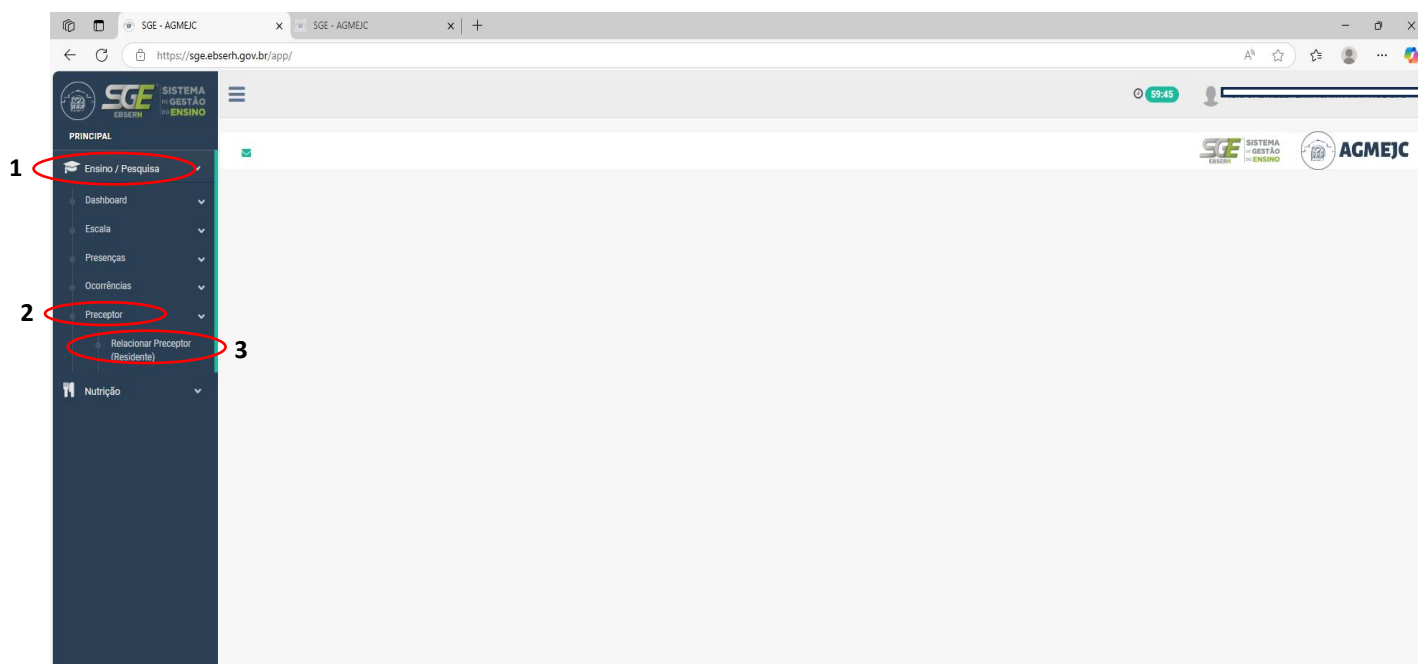 SGE - AGMEJC
SGE - AGMEJC
https://sge.ebserh.gov.br/app/
SGE
EBSERH
SISTEMA
DE GESTÃO
DO ENSINO
59:45
PRINCIPAL
SGE
EBSERH
SISTEMA
DE GESTÃO
DO ENSINO
AGMEJC
1
Ensino / Pesquisa
Dashboard
Escala
Presenças
Ocorrências
2
Preceptor
Relacionar Preceptor
(Residente)
3
Nutrição